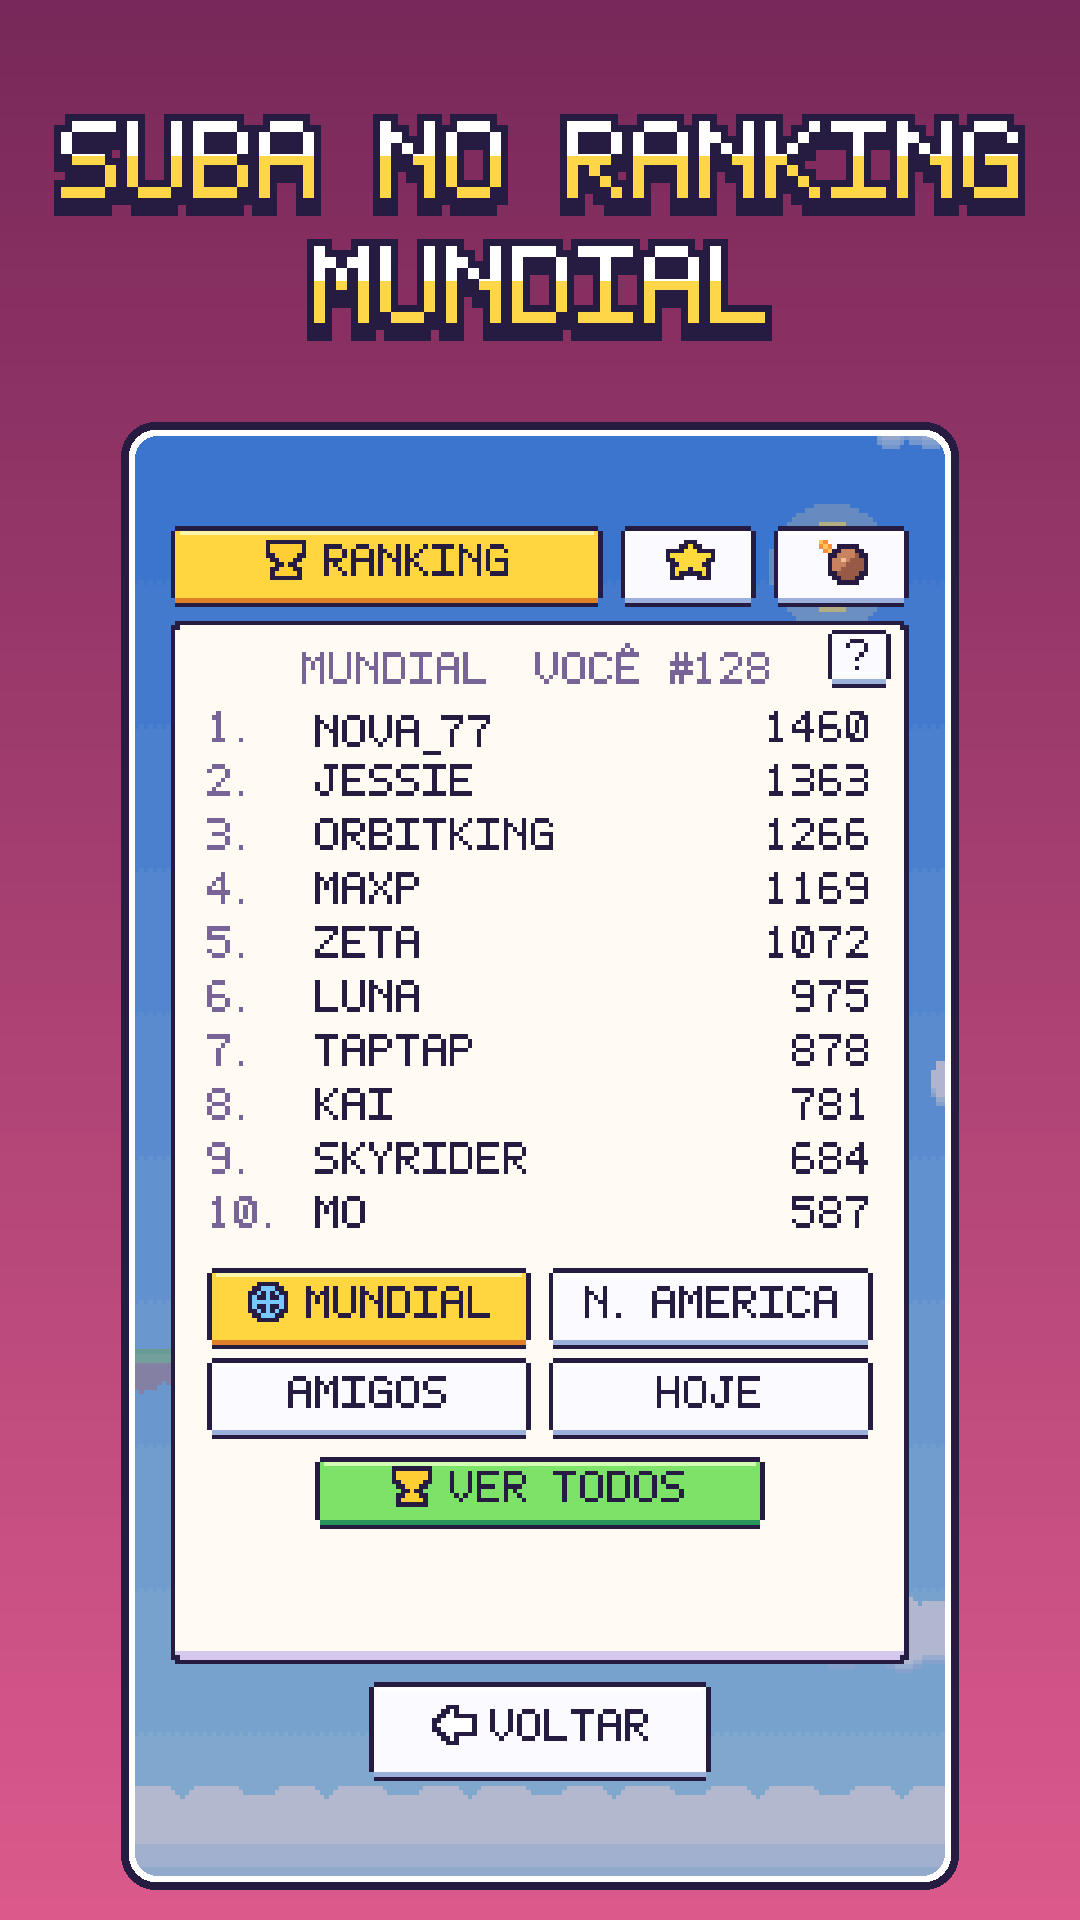 SUBA NO RANKING
MUNDIAL
RANKING
MUNDIAL VOCÊ #128 ?
1. NOVA_77 1460
2. JESSIE 1363
3. ORBITKING 1266
4. MAXP 1169
5. ZETA 1072
6. LUNA 975
7. TAPTAP 878
8. KAI 781
9. SKYRIDER 684
10. MO 587
MUNDIAL N. AMERICA
AMIGOS HOJE
VER TODOS
VOLTAR